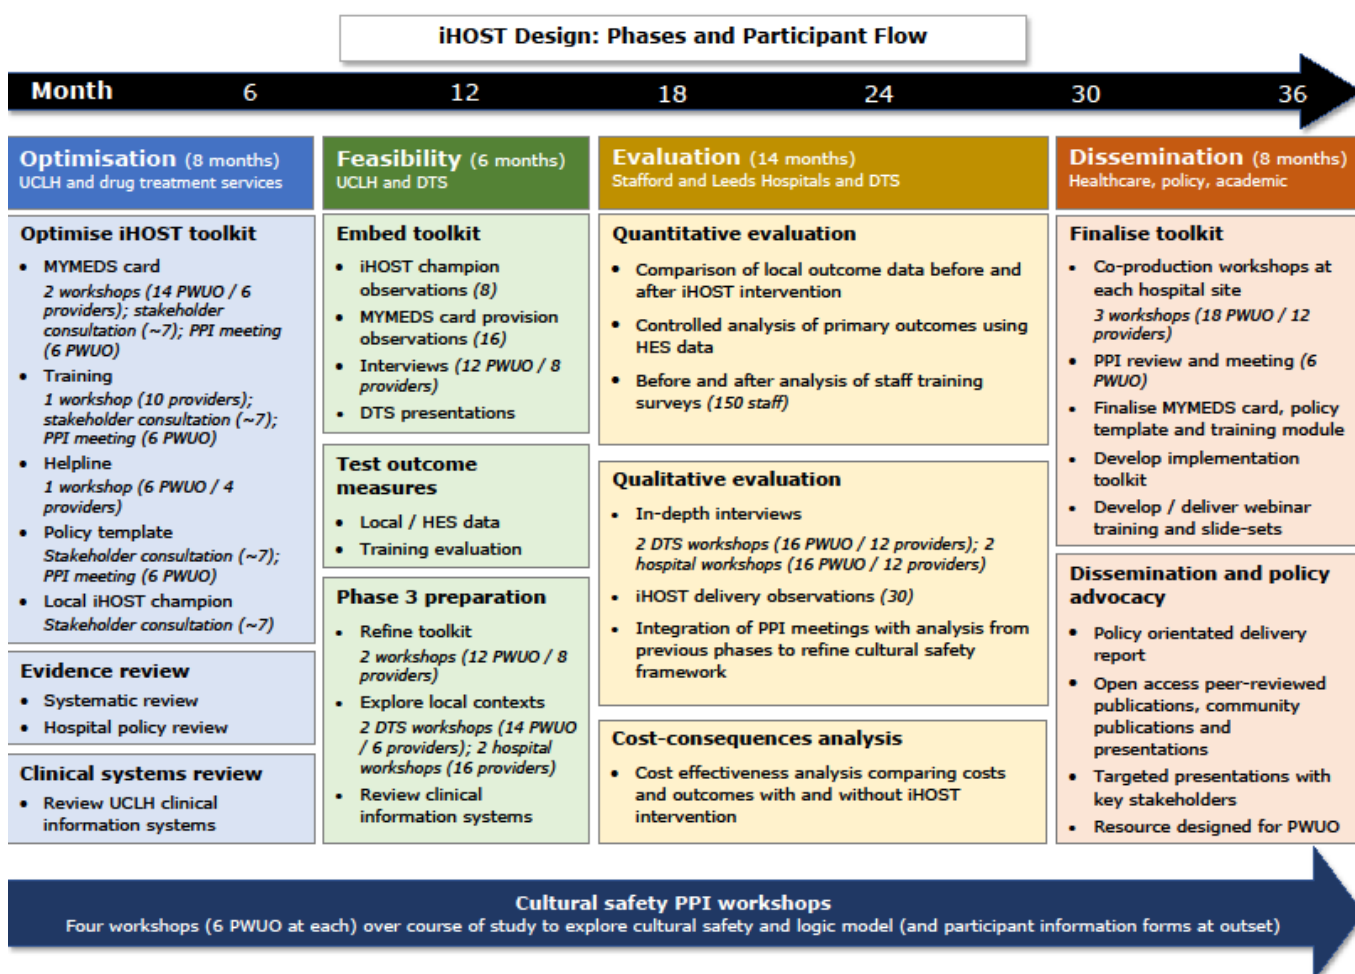 iHOST Design: Phases and Participant Flow
Month 6 12 18 24 30 36
Optimisation (8 months)
UCLH and drug treatment services
Optimise iHOST toolkit
• MYMEDS card
2 workshops (14 PWUO / 6
providers); stakeholder
consultation (~7); PPI meeting
(6 PWUO)
• Training
1 workshop (10 providers);
stakeholder consultation (~7);
PPI meeting (6 PWUO)
• Helpline
1 workshop (6 PWUO / 4
providers)
• Policy template
Stakeholder consultation (~7);
PPI meeting (6 PWUO)
• Local iHOST champion
Stakeholder consultation (~7)
Evidence review
• Systematic review
• Hospital policy review
Clinical systems review
• Review UCLH clinical
information systems
Feasibility (6 months)
UCLH and DTS
Embed toolkit
• iHOST champion
observations (8)
• MYMEDS card provision
observations (16)
• Interviews (12 PWUO / 8
providers)
• DTS presentations
Test outcome
measures
• Local / HES data
• Training evaluation
Phase 3 preparation
• Refine toolkit
2 workshops (12 PWUO / 8
providers)
• Explore local contexts
2 DTS workshops (14 PWUO
/ 6 providers); 2 hospital
workshops (16 providers)
• Review clinical
information systems
Evaluation (14 months)
Stafford and Leeds Hospitals and DTS
Quantitative evaluation
• Comparison of local outcome data before and
after iHOST intervention
• Controlled analysis of primary outcomes using
HES data
• Before and after analysis of staff training
surveys (150 staff)
Qualitative evaluation
• In-depth interviews
2 DTS workshops (16 PWUO / 12 providers); 2
hospital workshops (16 PWUO / 12 providers)
• iHOST delivery observations (30)
• Integration of PPI meetings with analysis from
previous phases to refine cultural safety
framework
Cost-consequences analysis
• Cost effectiveness analysis comparing costs
and outcomes with and without iHOST
intervention
Dissemination (8 months)
Healthcare, policy, academic
Finalise toolkit
• Co-production workshops at
each hospital site
3 workshops (18 PWUO / 12
providers)
• PPI review and meeting (6
PWUO)
• Finalise MYMEDS card, policy
template and training module
• Develop implementation
toolkit
• Develop / deliver webinar
training and slide-sets
Dissemination and policy
advocacy
• Policy orientated delivery
report
• Open access peer-reviewed
publications, community
publications and
presentations
• Targeted presentations with
key stakeholders
• Resource designed for PWUO
Cultural safety PPI workshops
Four workshops (6 PWUO at each) over course of study to explore cultural safety and logic model (and participant information forms at outset)